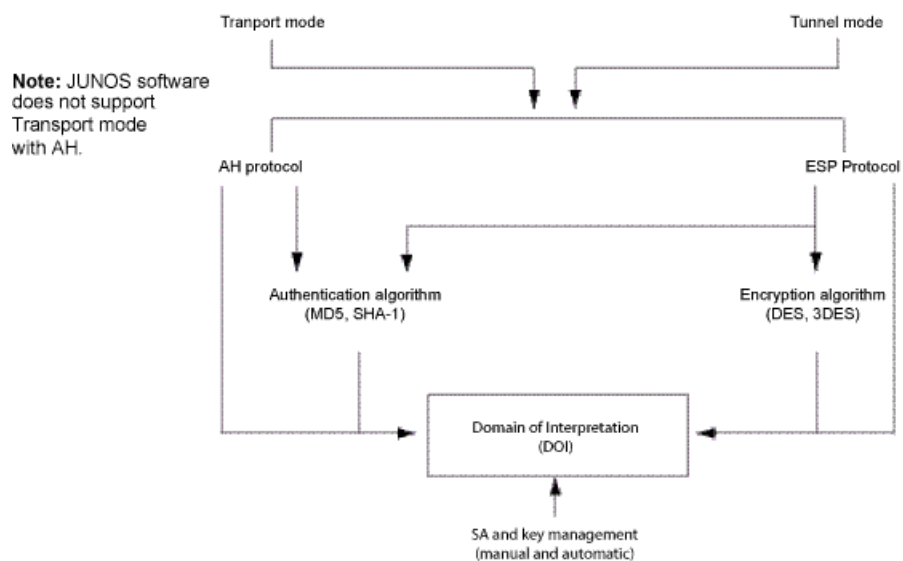 Tranport mode
Tunnel mode
Note: JUNOS software
does not support
Transport mode
with AH.
AH protocol
ESP Protocol
Authentication algorithm
(MD5, SHA-1)
Encryption algorithm
(DES, 3DES)
Domain of Interpretation
(DOI)
SA and key management
(manual and automatic)